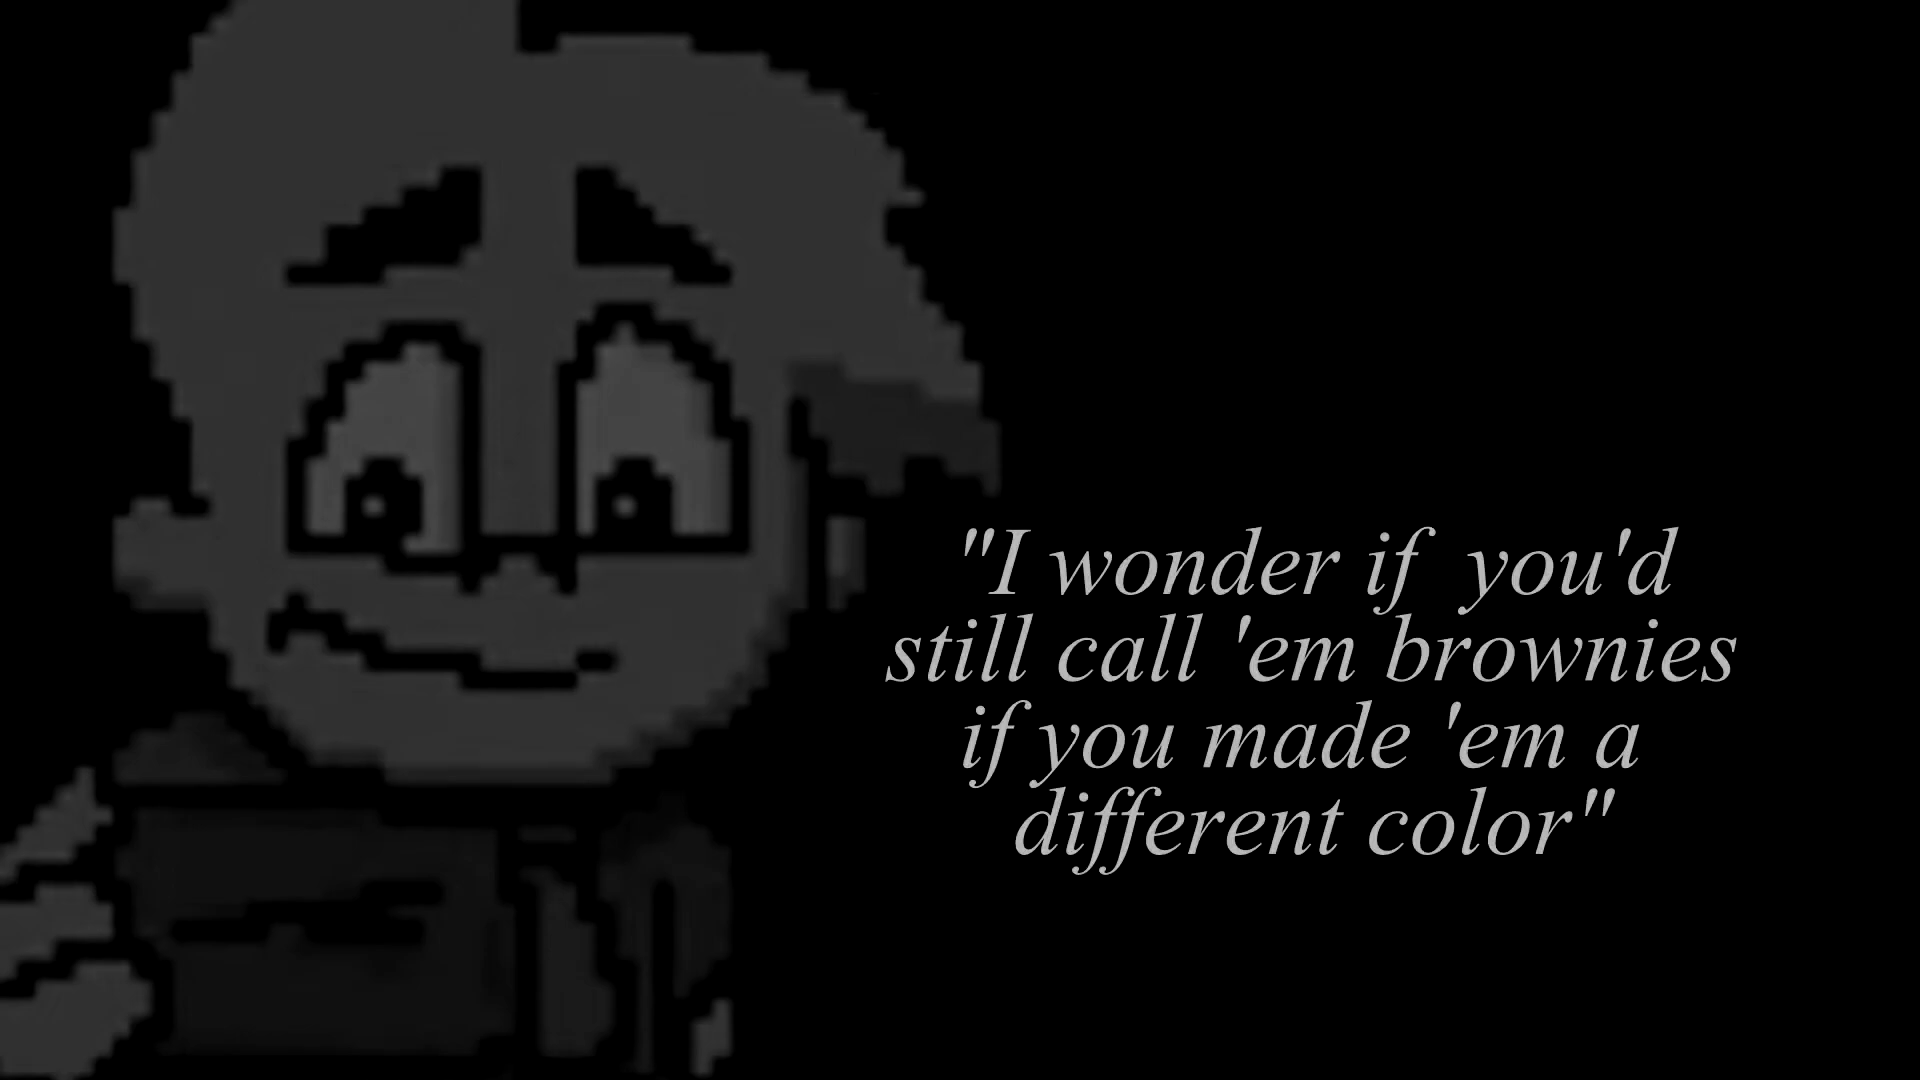 "I wonder if you'd
still call 'em brownies
if you made 'em a
different color"